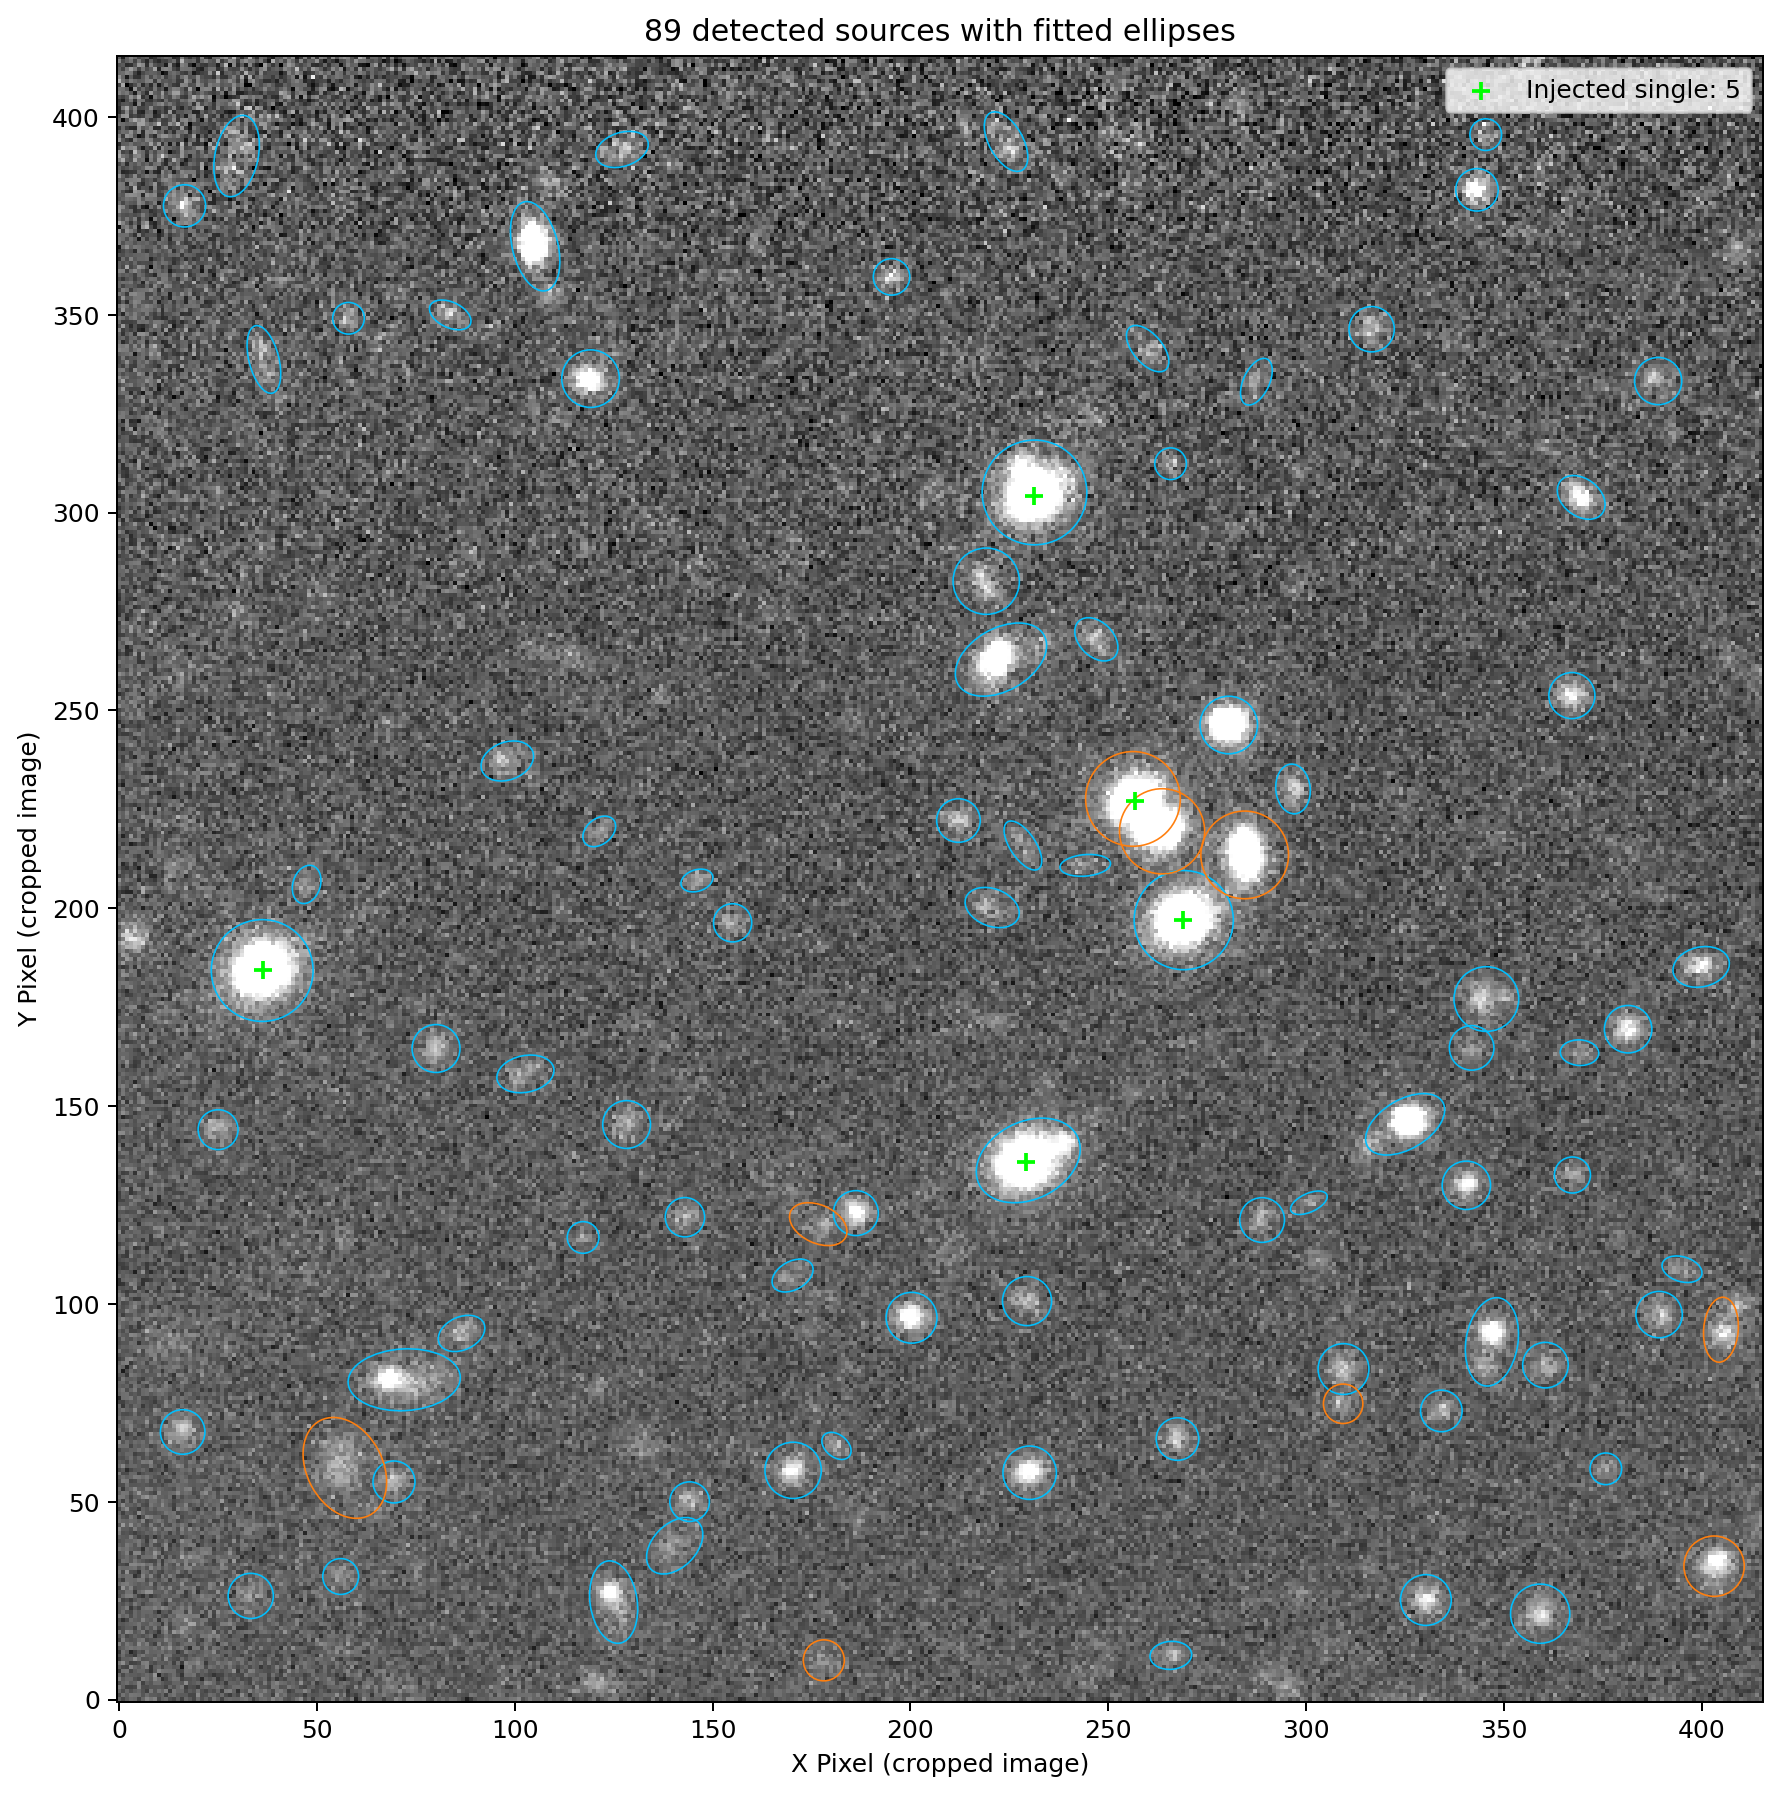 89 detected sources with fitted ellipses
Injected single: 5
Y Pixel (cropped image)
400
350
300
250
200
150
100
50
0
0 50 100 150 200 250 300 350 400
X Pixel (cropped image)